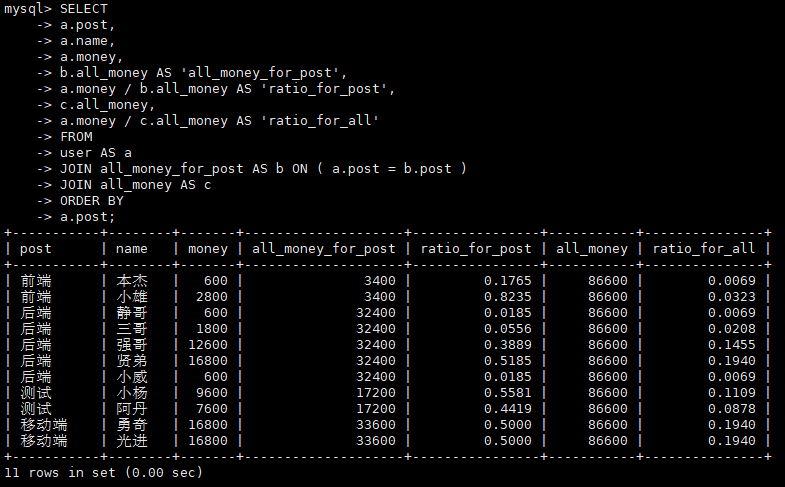 mysql> SELECT
    -> a.post,
    -> a.name,
    -> a.money,
    -> b.all_money AS 'all_money_for_post',
    -> a.money / b.all_money AS 'ratio_for_post',
    -> c.all_money,
    -> a.money / c.all_money AS 'ratio_for_all'
    -> FROM
    -> user AS a
    -> JOIN all_money_for_post AS b ON ( a.post = b.post )
    -> JOIN all_money AS c
    -> ORDER BY
    -> a.post;
+-----------+--------+-------+--------------------+----------------+-----------+---------------+
| post      | name   | money | all_money_for_post | ratio_for_post | all_money | ratio_for_all |
+-----------+--------+-------+--------------------+----------------+-----------+---------------+
| 前端      | 本杰   |   600 |               3400 |         0.1765 |     86600 |        0.0069 |
| 前端      | 小雄   |  2800 |               3400 |         0.8235 |     86600 |        0.0323 |
| 后端      | 静哥   |   600 |              32400 |         0.0185 |     86600 |        0.0069 |
| 后端      | 三哥   |  1800 |              32400 |         0.0556 |     86600 |        0.0208 |
| 后端      | 强哥   | 12600 |              32400 |         0.3889 |     86600 |        0.1455 |
| 后端      | 贤弟   | 16800 |              32400 |         0.5185 |     86600 |        0.1940 |
| 后端      | 小威   |   600 |              32400 |         0.0185 |     86600 |        0.0069 |
| 测试      | 小杨   |  9600 |              17200 |         0.5581 |     86600 |        0.1109 |
| 测试      | 阿丹   |  7600 |              17200 |         0.4419 |     86600 |        0.0878 |
| 移动端    | 勇奇   | 16800 |              33600 |         0.5000 |     86600 |        0.1940 |
| 移动端    | 光进   | 16800 |              33600 |         0.5000 |     86600 |        0.1940 |
+-----------+--------+-------+--------------------+----------------+-----------+---------------+
11 rows in set (0.00 sec)